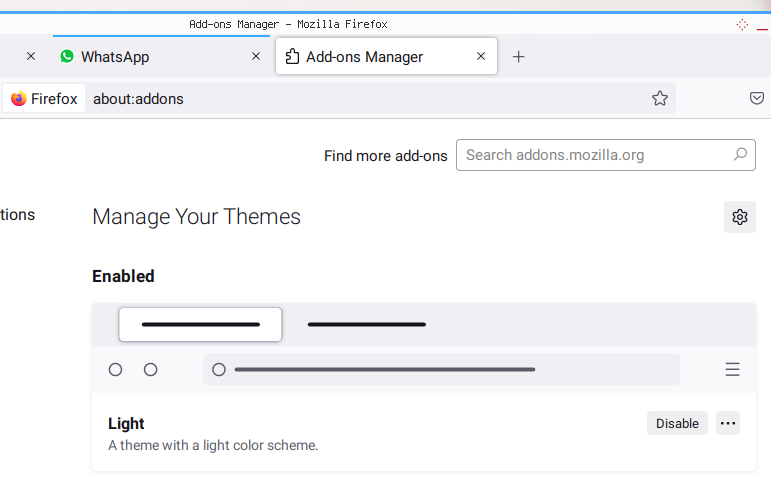 Add-ons Manager — Mozilla Firefox
WhatsApp
Add-ons Manager
Firefox
about:addons
Find more add-ons
Search addons.mozilla.org
tions
Manage Your Themes
Enabled
Light
Disable
A theme with a light color scheme.